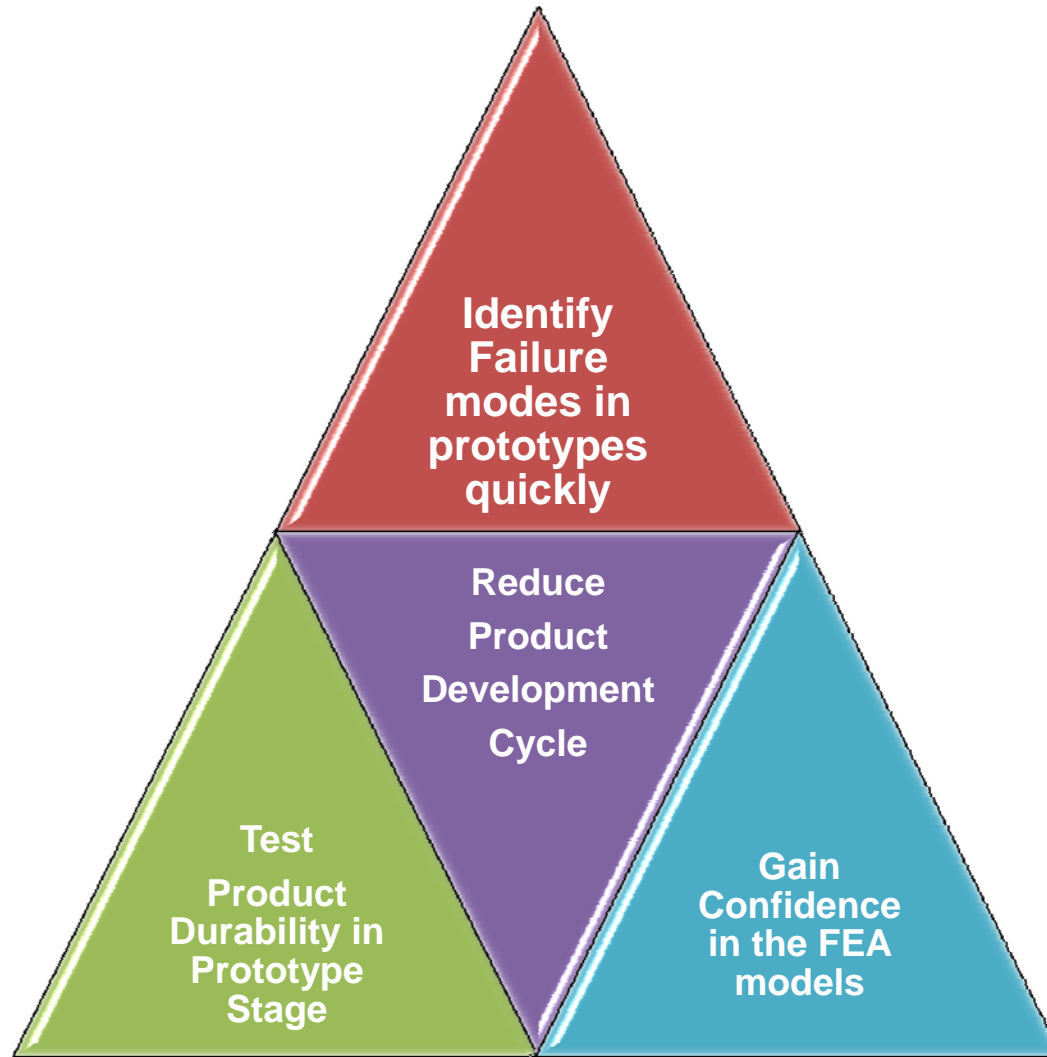 Identify
Failure
modes in
prototypes
quickly
Reduce
Product
Development
Cycle
Test
Product
Durability in
Prototype
Stage
Gain
Confidence
in the FEA
models